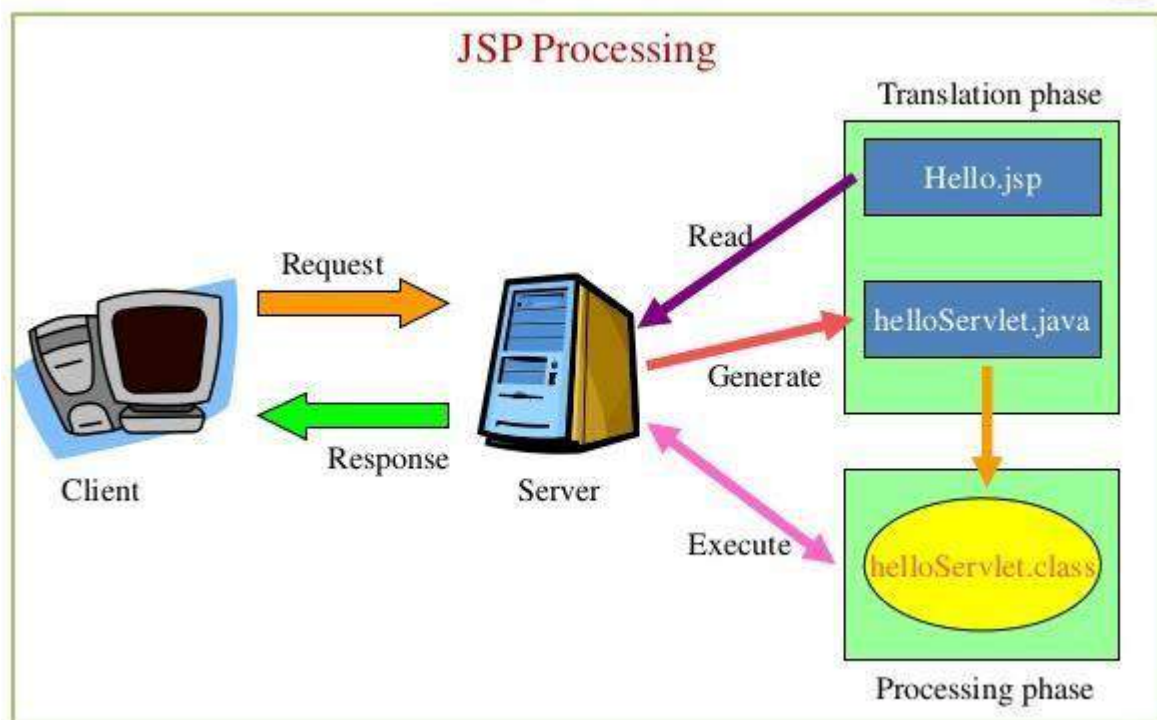 JSP Processing
Translation phase
Hello.jsp
Read
Request
helloServlet.java
Generate
Response
Client
Server
Execute
helloServlet.class
Processing phase